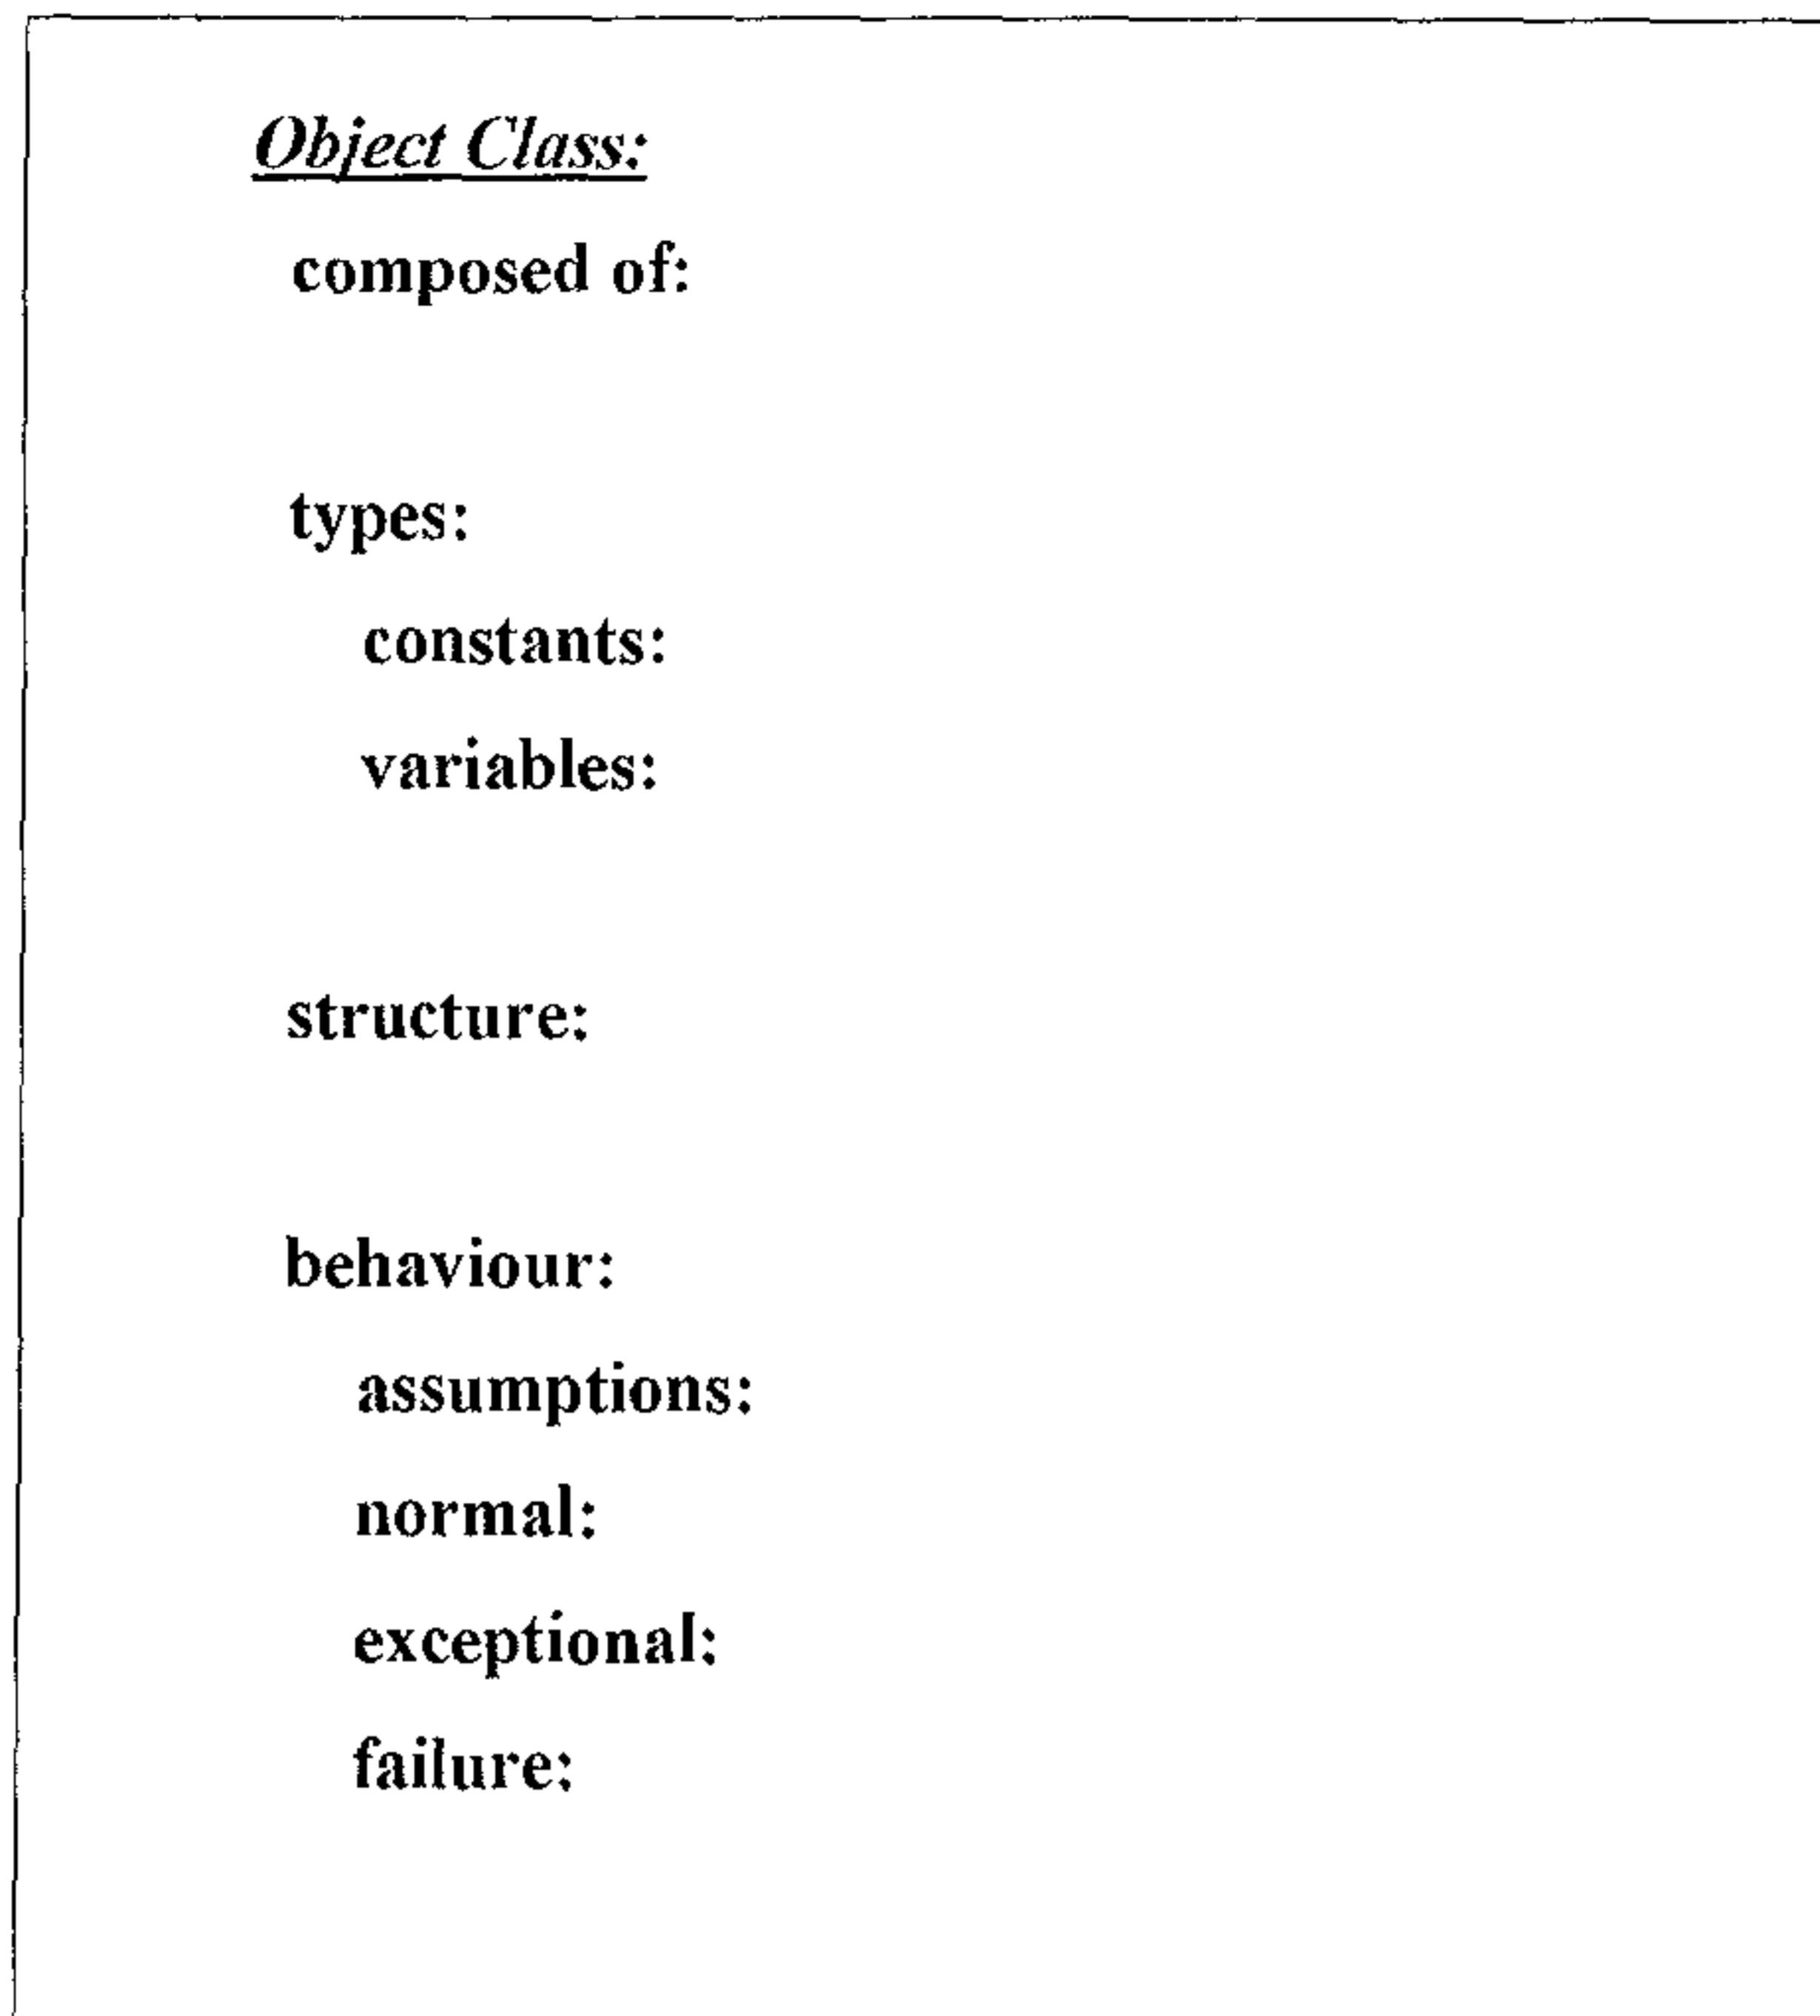 Object Class:
composed of:
types:
constants:
variables:
structure:
behaviour:
assumptions:
normal:
exceptional:
failure: